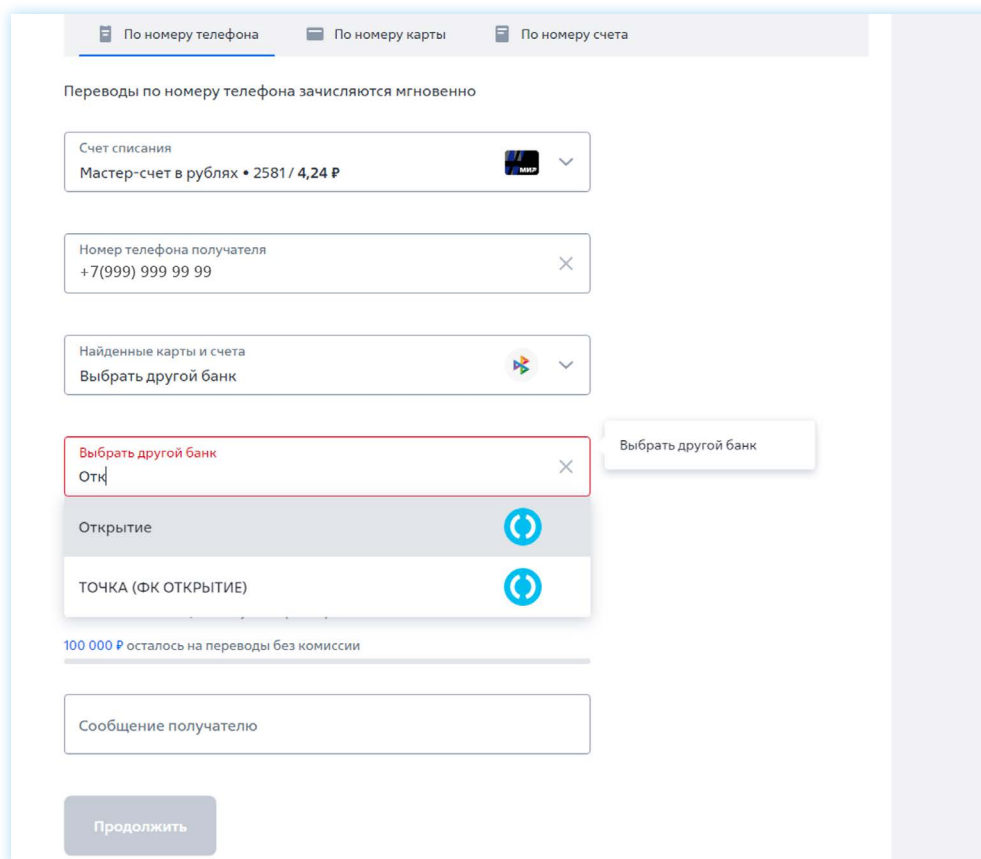 По номеру телефона
По номеру карты
По номеру счета
Переводы по номеру телефона зачисляются мгновенно
Счет списания
Мастер-счет в рублях • 2581 / 4,24 ₽
МИР
Номер телефона получателя
+7(999) 999 99 99
Найденные карты и счета
Выбрать другой банк
Выбрать другой банк
Отк
Выбрать другой банк
Открытие
ТОЧКА (ФК ОТКРЫТИЕ)
100 000 ₽ осталось на переводы без комиссии
Сообщение получателю
Продолжить